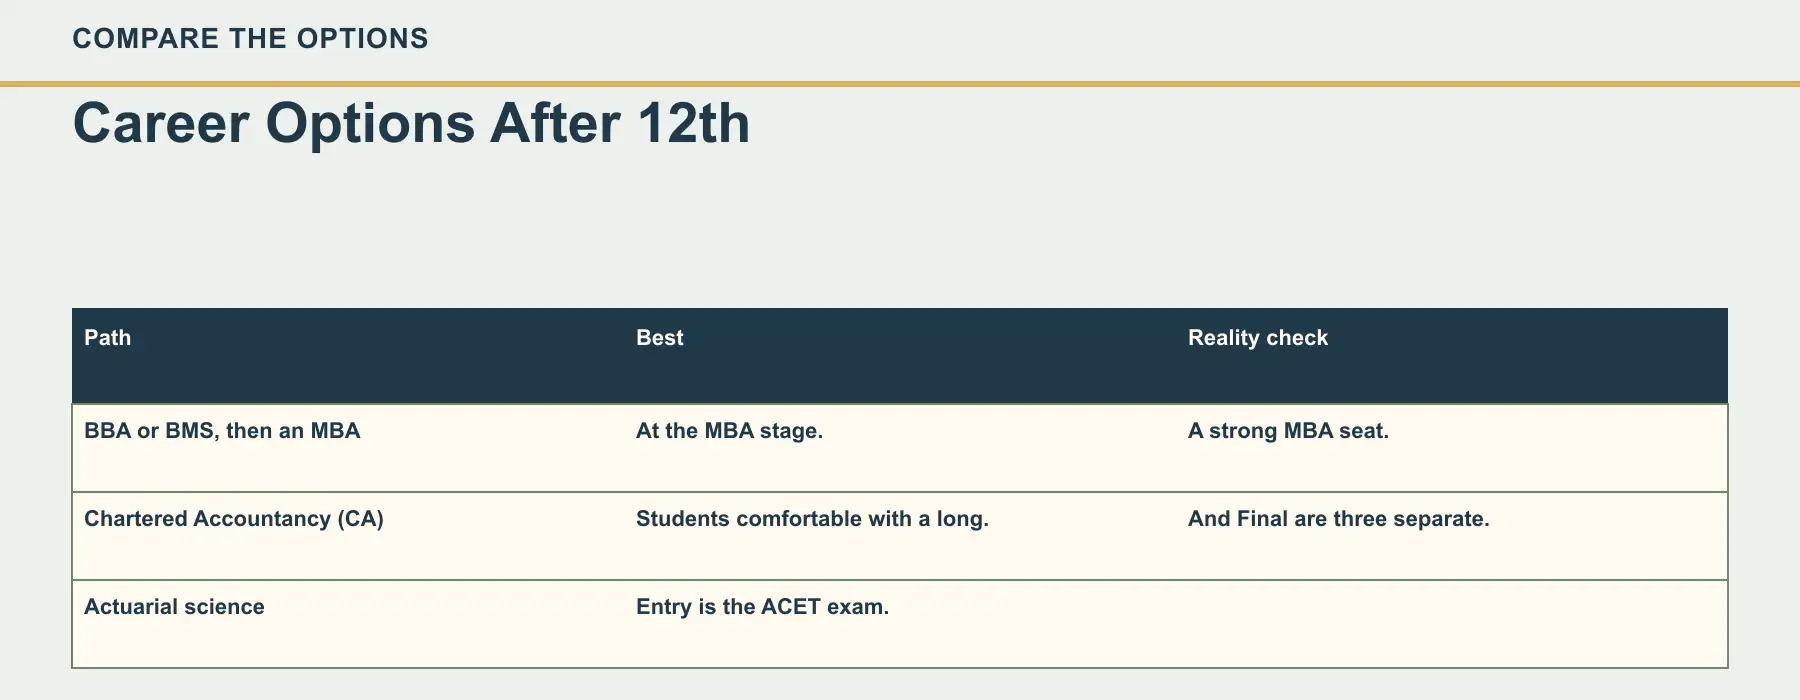 COMPARE THE OPTIONS
Career Options After 12th
Path Best Reality check
BBA or BMS, then an MBA At the MBA stage. A strong MBA seat.
Chartered Accountancy (CA) Students comfortable with a long. And Final are three separate.
Actuarial science Entry is the ACET exam.